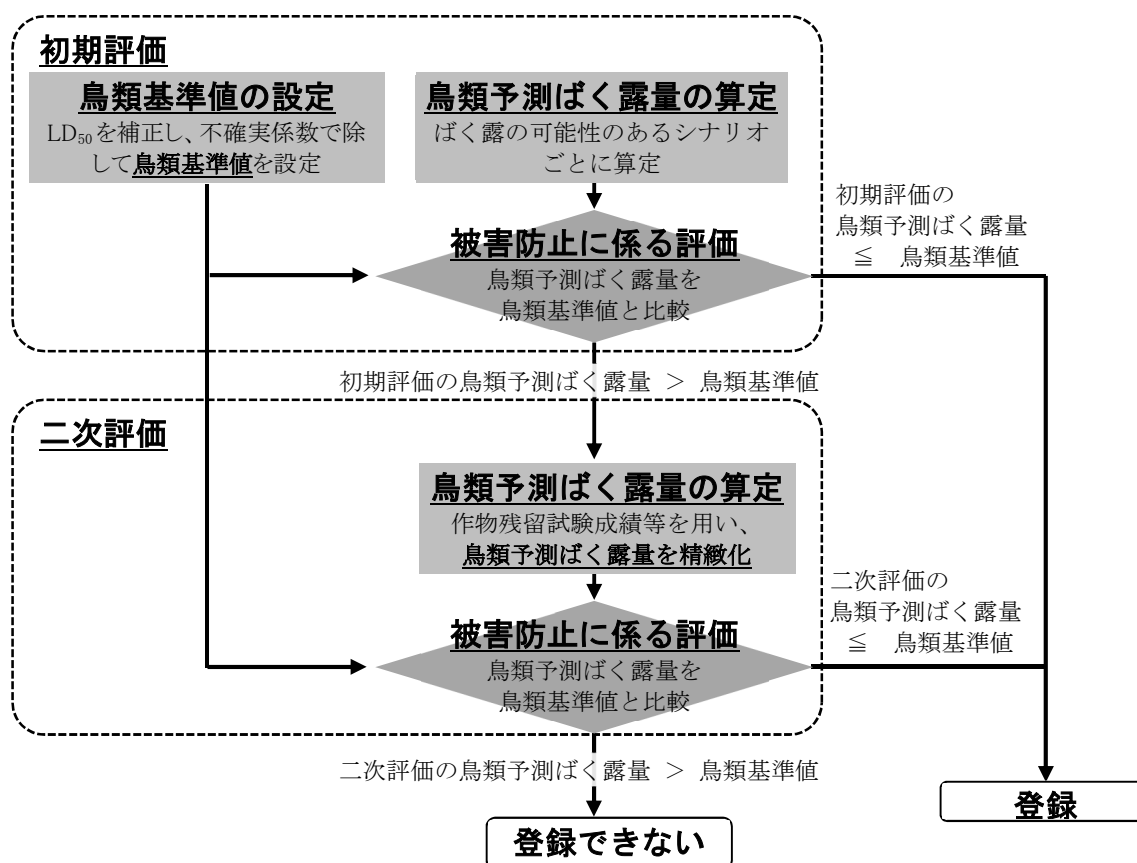 初期評価
鳥類基準値の設定
LD50を補正し、不確実係数で除
して鳥類基準値を設定
鳥類予測ばく露量の算定
ばく露の可能性のあるシナリオ
ごとに算定
被害防止に係る評価
鳥類予測ばく露量を
鳥類基準値と比較
初期評価の
鳥類予測ばく露量
≦ 鳥類基準値
初期評価の鳥類予測ばく露量 ＞ 鳥類基準値
二次評価
鳥類予測ばく露量の算定
作物残留試験成績等を用い、
鳥類予測ばく露量を精緻化
被害防止に係る評価
鳥類予測ばく露量を
鳥類基準値と比較
二次評価の
鳥類予測ばく露量
≦ 鳥類基準値
二次評価の鳥類予測ばく露量 ＞ 鳥類基準値
登録
登録できない